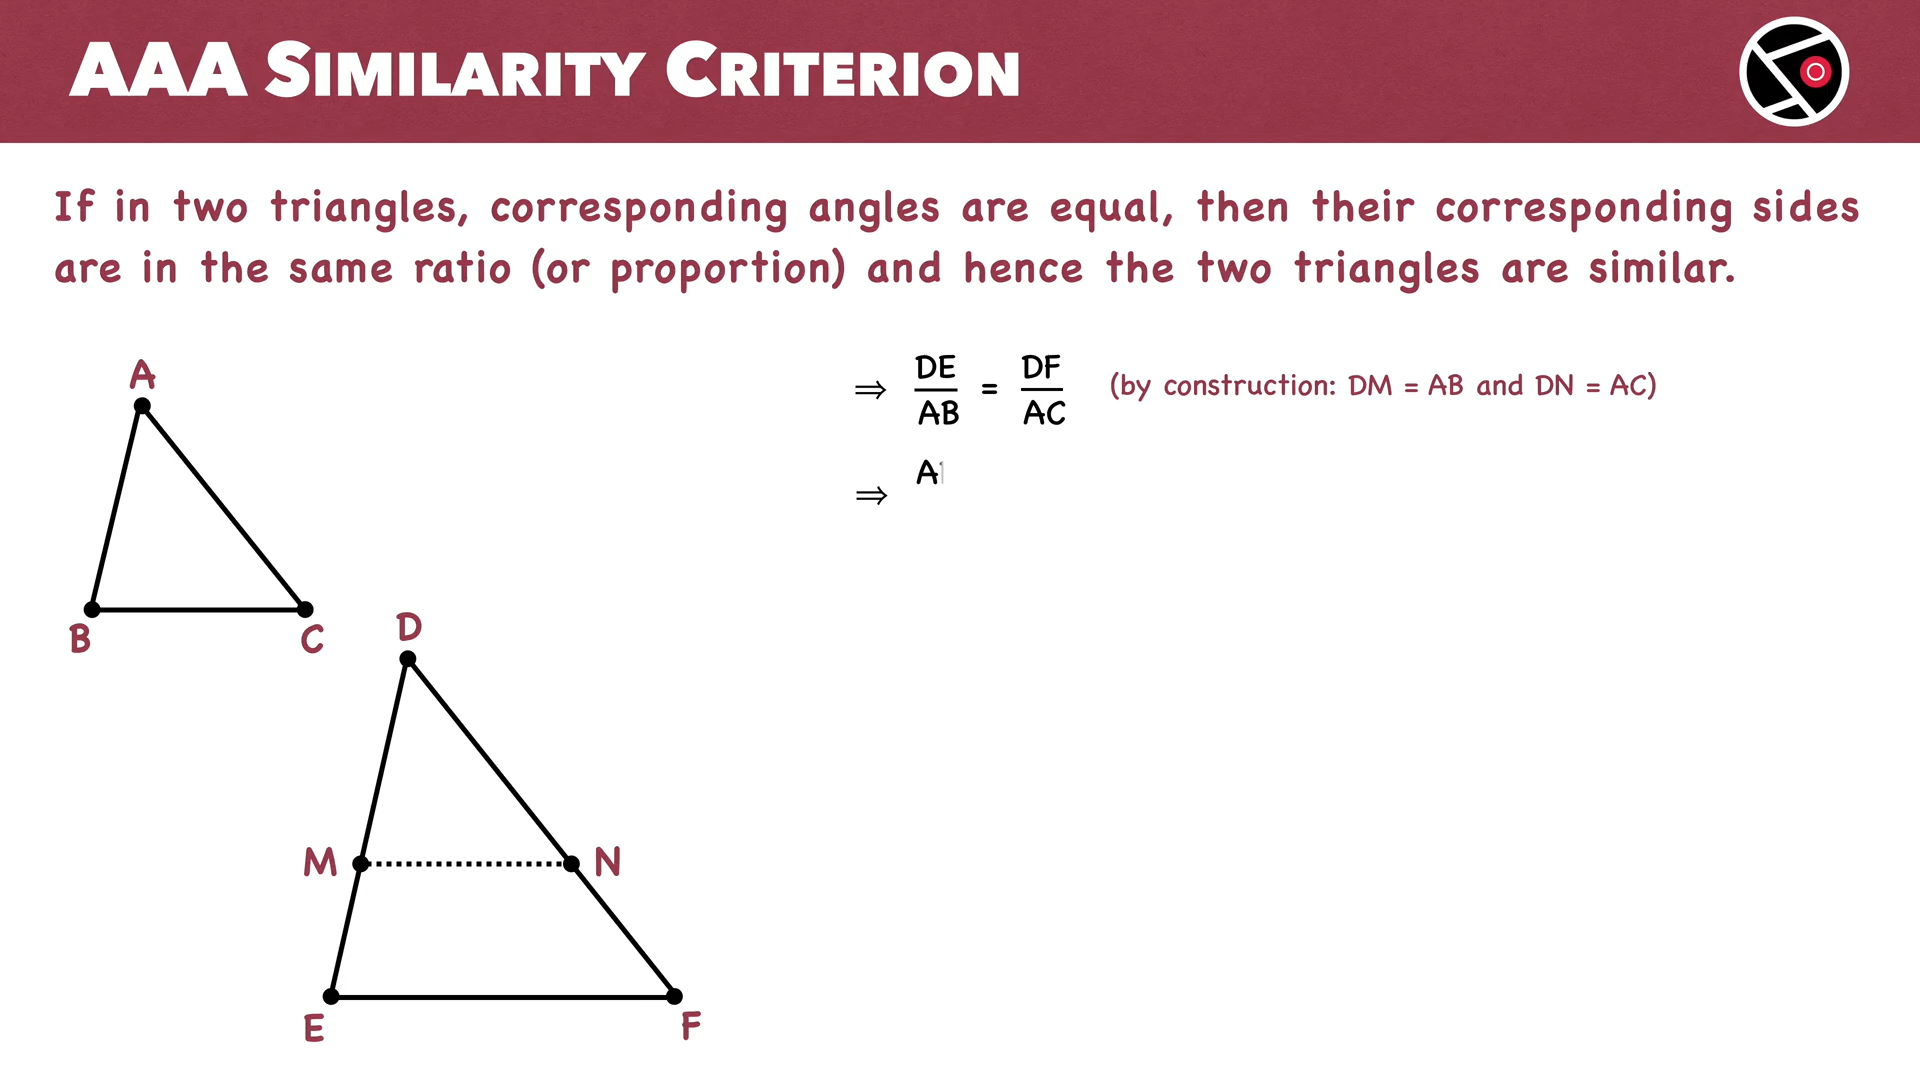 AAA SIMILARITY CRITERION
If in two triangles, corresponding angles are equal, then their corresponding sides
are in the same ratio (or proportion) and hence the two triangles are similar.
⇒ DE/AB = DF/AC (by construction: DM = AB and DN = AC)
⇒ A
A
B
C
D
M
N
E
F